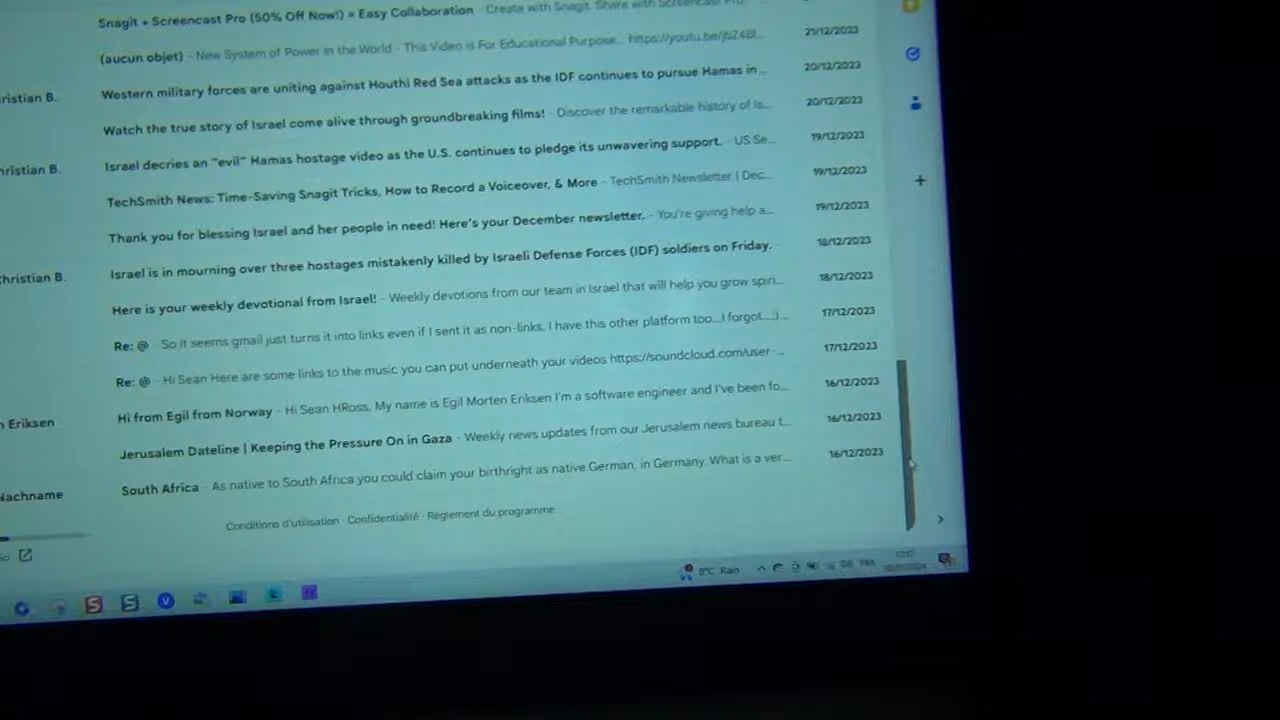 Snagit + Screencast Pro (50% Off Now!) = Easy Collaboration - Create with Snagit. Share with Screencast Pro
(aucun objet) - New System of Power in the World - This Video is For Educational Purpose... 21/12/2023
ristian B. Western military forces are uniting against Houthi Red Sea attacks as the IDF continues to pursue Hamas in... 20/12/2023
Watch the true story of Israel come alive through groundbreaking films! - Discover the remarkable history of Is... 20/12/2023
hristian B. Israel decries an "evil" Hamas hostage video as the U.S. continues to pledge its unwavering support. - US Se... 19/12/2023
TechSmith News: Time-Saving Snagit Tricks, How to Record a Voiceover, & More - TechSmith Newsletter | Dec... 19/12/2023
Thank you for blessing Israel and her people in need! Here's your December newsletter. - You're giving help a... 19/12/2023
Christian B. Israel is in mourning over three hostages mistakenly killed by Israeli Defense Forces (IDF) soldiers on Friday. - 18/12/2023
Here is your weekly devotional from Israel! - Weekly devotions from our team in Israel that will help you grow spiri... 18/12/2023
Re: @ - So it seems gmail just turns it into links even if I sent it as non-links, I have this other platform too...I forgot... 17/12/2023
Re: @ - Hi Sean Here are some links to the music you can put underneath your videos https://soundcloud.com/user-... 17/12/2023
n Eriksen Hi from Egil from Norway - Hi Sean HRoss, My name is Egil Morten Eriksen I'm a software engineer and I've been fo... 16/12/2023
Jerusalem Dateline | Keeping the Pressure On in Gaza - Weekly news updates from our Jerusalem news bureau t... 16/12/2023
Nachname South Africa - As native to South Africa you could claim your birthright as native German, in Germany. What is a ver... 16/12/2023
Conditions d'utilisation · Confidentialité · Règlement du programme
Rain